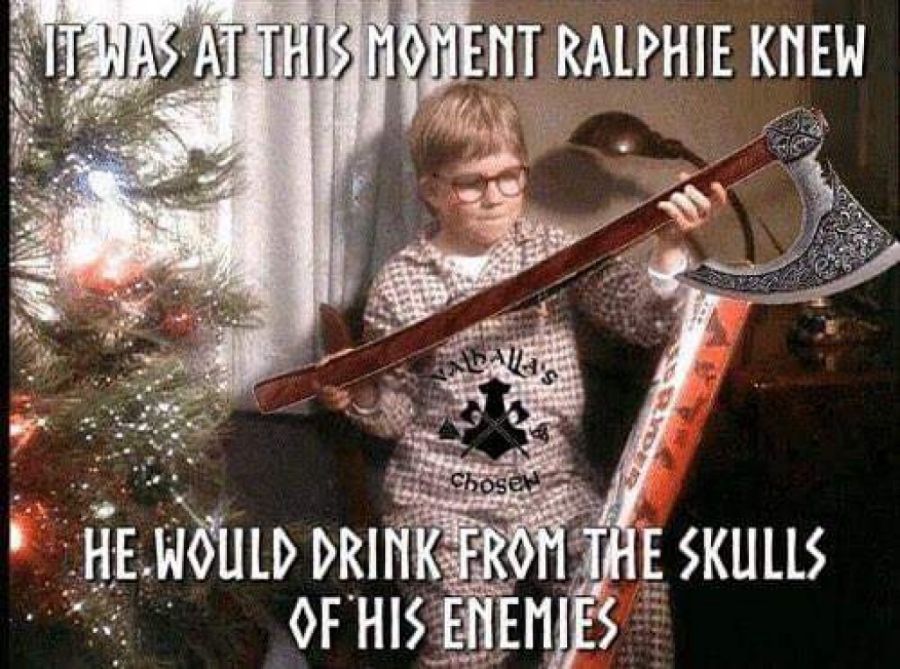 IT WAS AT THIS MOMENT RALPHIE KNEW
VALHALLA'S
CHOSEN
HE WOULD DRINK FROM THE SKULLS
OF HIS ENEMIES